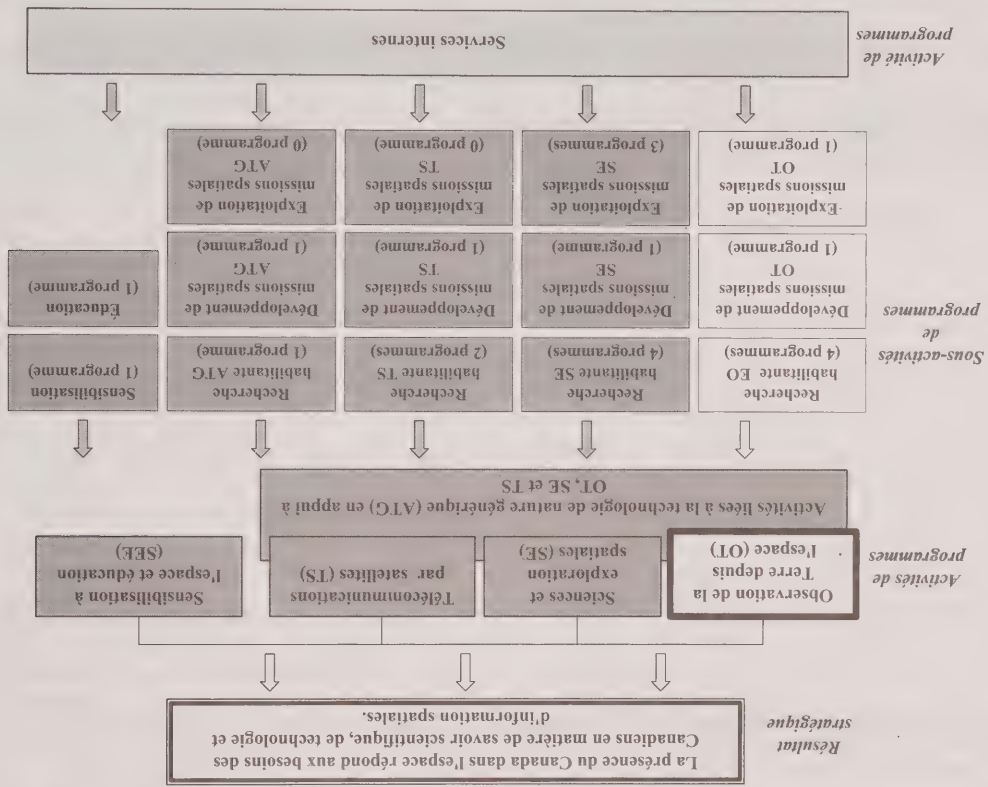 Résultat
stratégique
La présence du Canada dans l'espace répond aux besoins des
Canadiens en matière de savoir scientifique, de technologie et
d'information spatiales.
Activités de
programmes
Observation de la
Terre depuis
l'espace (OT)
Sciences et
exploration
spatiales (SE)
Télécommunications
par satellites (TS)
Sensibilisation à
l'espace et éducation
(SEE)
Activités liées à la technologie de nature générique (ATG) en appui à
OT, SE et TS
Sous-activités
de
programmes
Recherche
habilitante EO
(4 programmes)
Recherche
habilitante SE
(4 programmes)
Recherche
habilitante TS
(2 programmes)
Recherche
habilitante ATG
(1 programme)
Sensibilisation
(1 programme)
Développement de
missions spatiales
OT
(1 programme)
Développement de
missions spatiales
SE
(1 programme)
Développement de
missions spatiales
TS
(1 programme)
Développement de
missions spatiales
ATG
(1 programme)
Éducation
(1 programme)
Exploitation de
missions spatiales
OT
(1 programme)
Exploitation de
missions spatiales
SE
(3 programmes)
Exploitation de
missions spatiales
TS
(0 programme)
Exploitation de
missions spatiales
ATG
(0 programme)
Activité de
programmes
Services internes